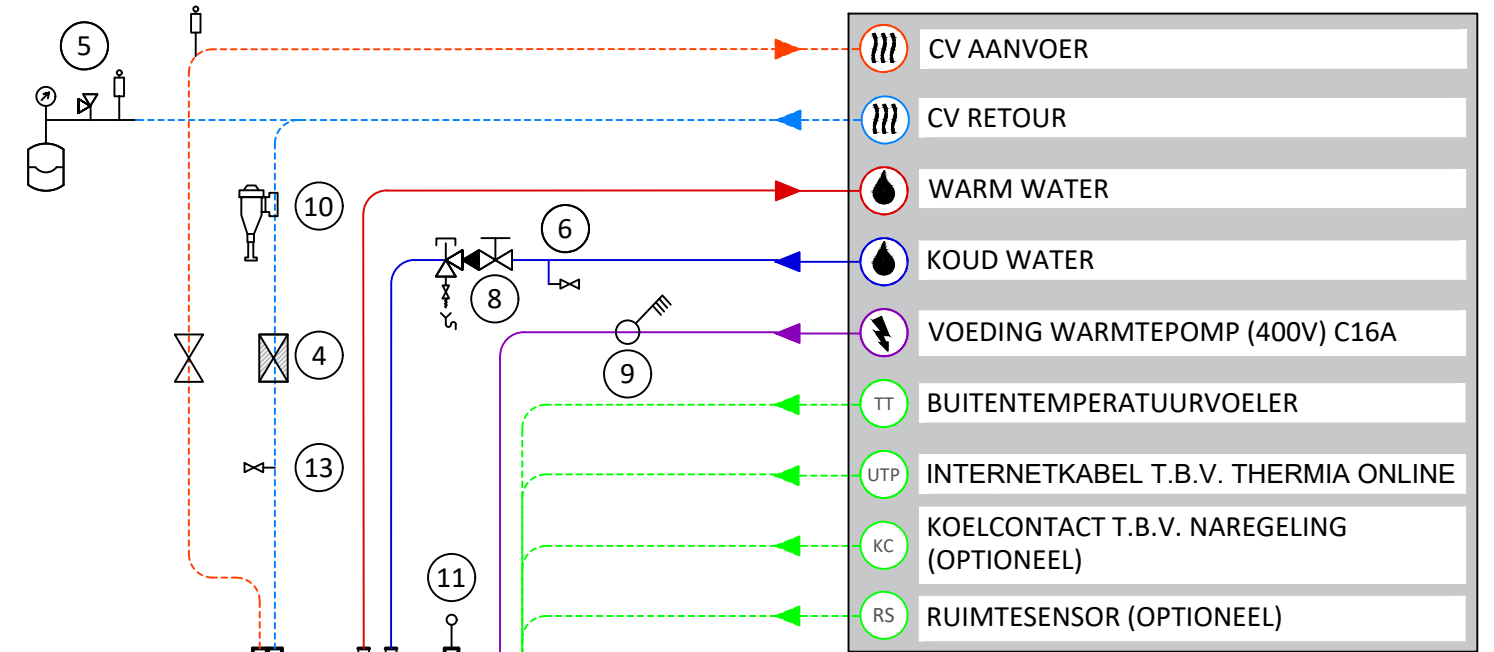 5
CV AANVOER
CV RETOUR
10
WARM WATER
6
KOUD WATER
8
VOEDING WARMTEPOMP (400V) C16A
4
9
TT
BUITENTEMPERATUURVOELER
13
UTP
INTERNETKABEL T.B.V. THERMIA ONLINE
KC
KOELCONTACT T.B.V. NAREGELING
(OPTIONEEL)
11
RS
RUIMTESENSOR (OPTIONEEL)